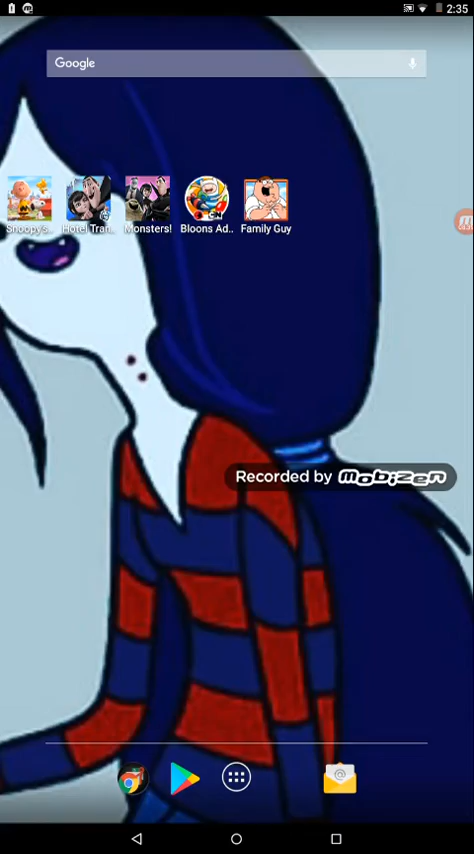 2:35
Google
Snoopy's..
Hotel Tran..
Monsters!
Bloons Ad..
Family Guy
Recorded by mobizen